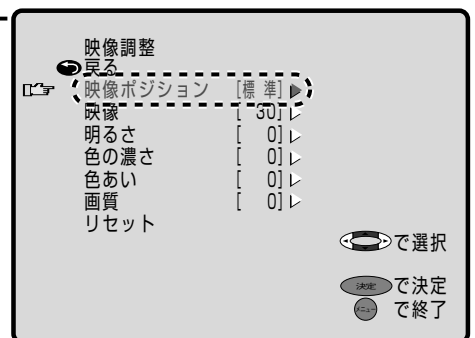 映像調整
戻る
映像ポジション [標 準]
映像 [ 30]
明るさ [ 0]
色の濃さ [ 0]
色あい [ 0]
画質 [ 0]
リセット
で選択
決定 で決定
メニュー で終了